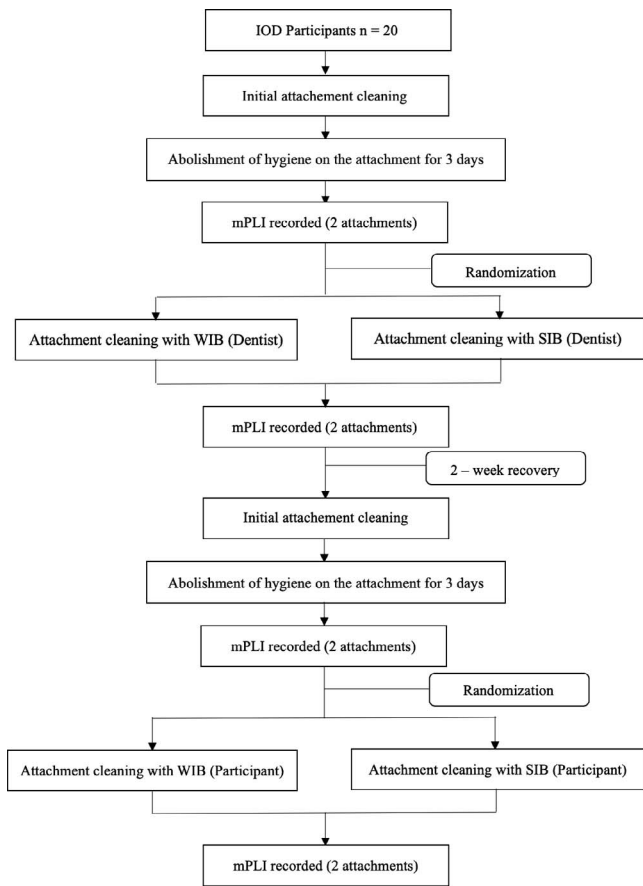 IOD Participants n = 20
Initial attachement cleaning
Abolishment of hygiene on the attachment for 3 days
mPLI recorded (2 attachments)
Randomization
Attachment cleaning with WIB (Dentist)
Attachment cleaning with SIB (Dentist)
mPLI recorded (2 attachments)
2 – week recovery
Initial attachement cleaning
Abolishment of hygiene on the attachment for 3 days
mPLI recorded (2 attachments)
Randomization
Attachment cleaning with WIB (Participant)
Attachment cleaning with SIB (Participant)
mPLI recorded (2 attachments)